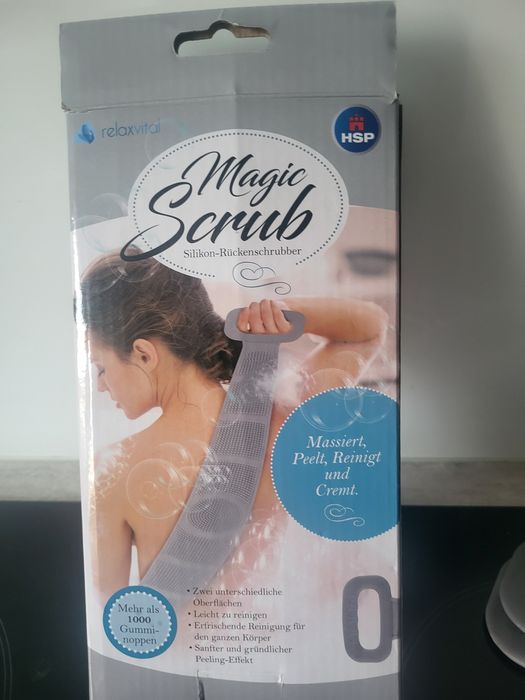 relaxvital
HSP
Magic
Scrub
Silikon-Rückenschrubber
Massiert,
Peelt, Reinigt
und
Cremt.
Mehr als
1000
Gummi-
noppen
• Zwei unterschiedliche
Oberflächen
• Leicht zu reinigen
• Erfrischende Reinigung für
den ganzen Körper
• Sanfter und gründlicher
Peeling-Effekt